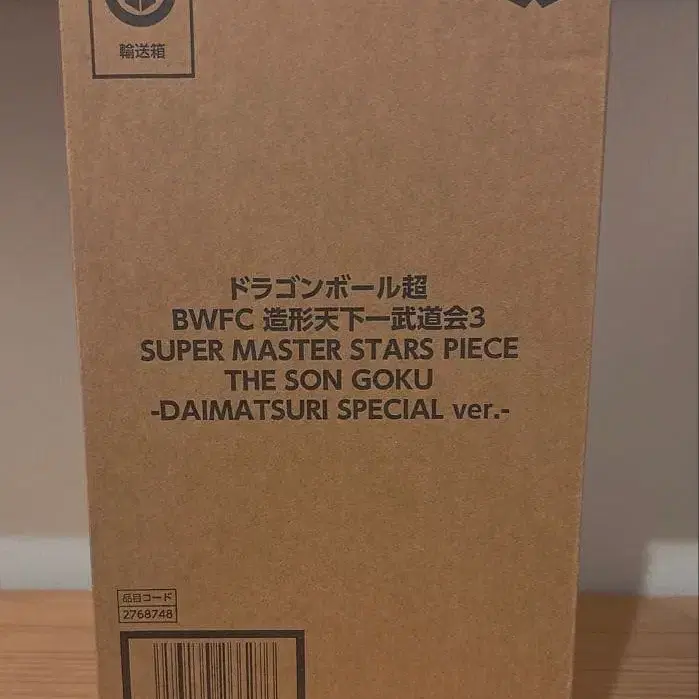 輸送箱
ドラゴンボール超
BWFC 造形天下一武道会3
SUPER MASTER STARS PIECE
THE SON GOKU
-DAIMATSURI SPECIAL ver.-
品目コード
2768748